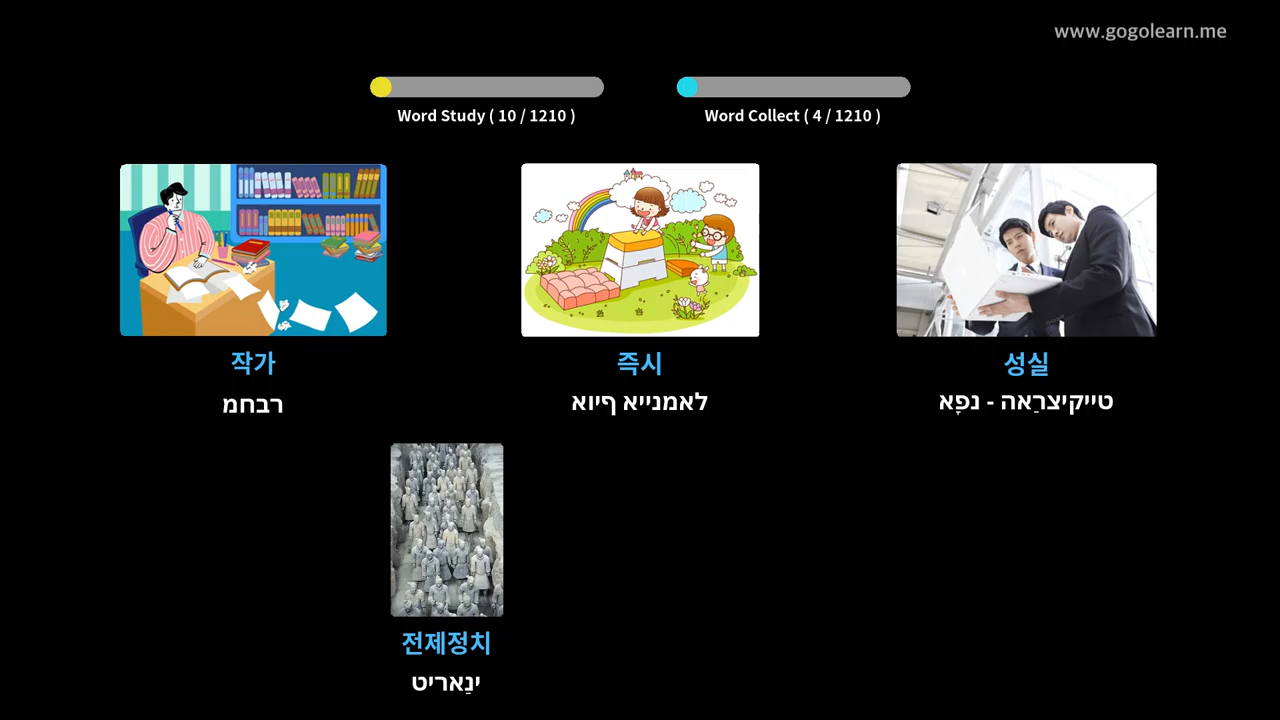 www.gogolearn.me
Word Study ( 10 / 1210 )
Word Collect ( 4 / 1210 )
작가
즉시
성실
רבחמ
לאמנייא ףיוא
טייקיצרַאה - נפָא
전제정치
ינַאריט